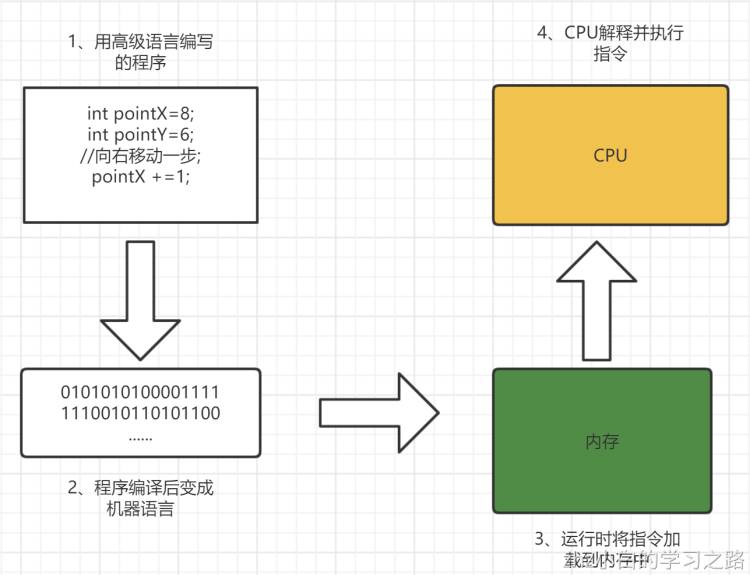 1、用高级语言编写
的程序
int pointX=8;
int pointY=6;
//向右移动一步;
pointX +=1;
0101010100001111
1110010110101100
......
2、程序编译后变成
机器语言
4、CPU解释并执行
指令
CPU
内存
3、运行时将指令加
载到内存中
小白的学习之路